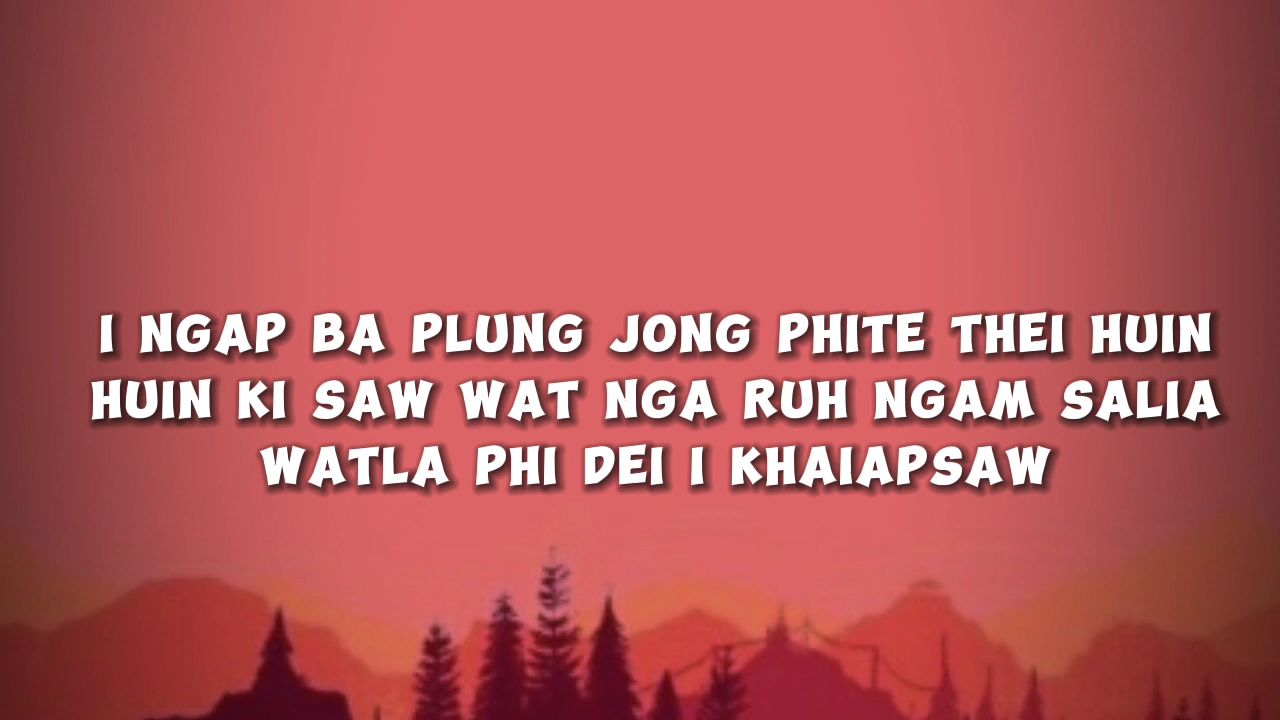 I NGAP BA PLUNG JONG PHITE THEI HUIN
HUIN KI SAW WAT NGA RUH NGAM SALIA
WATLA PHI DEI I KHAIAPSAW